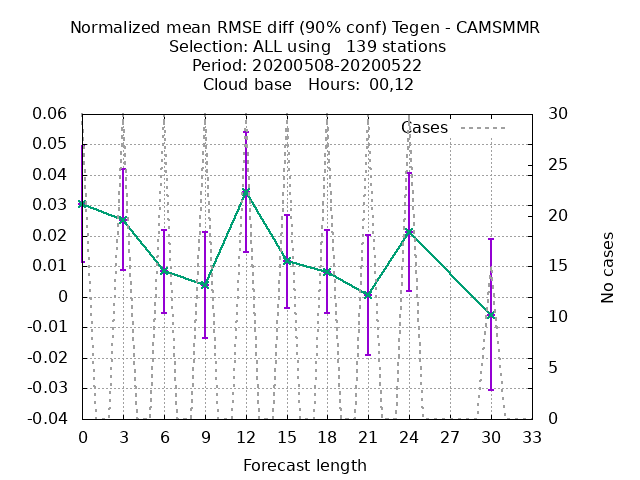 Normalized mean RMSE diff (90% conf) Tegen - CAMSMMR
Selection: ALL using   139 stations
Period: 20200508-20200522
Cloud base   Hours:  00,12
Cases
0.06
0.05
0.04
0.03
0.02
0.01
0
-0.01
-0.02
-0.03
-0.04
30
25
20
15
10
5
0
No cases
0 3 6 9 12 15 18 21 24 27 30 33
Forecast length